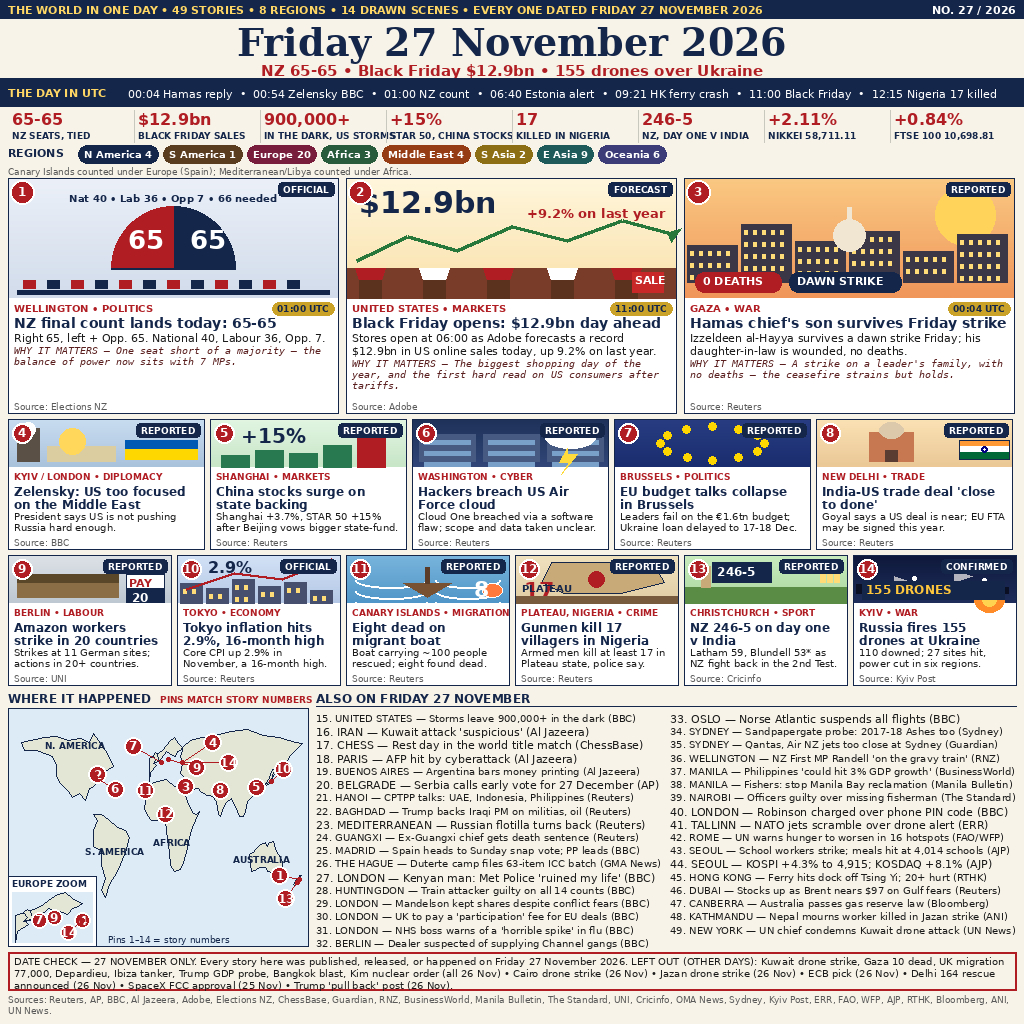 THE WORLD IN ONE DAY • 49 STORIES • 8 REGIONS • 14 DRAWN SCENES • EVERY ONE DATED FRIDAY 27 NOVEMBER 2026
NO. 27 / 2026
Friday 27 November 2026
NZ 65-65 • Black Friday $12.9bn • 155 drones over Ukraine
THE DAY IN UTC
00:04 Hamas reply • 00:54 Zelensky BBC • 01:00 NZ count • 06:40 Estonia alert • 09:21 HK ferry crash • 11:00 Black Friday • 12:15 Nigeria 17 killed
65-65
NZ SEATS, TIED
$12.9bn
BLACK FRIDAY SALES
900,000+
IN THE DARK, US STORMS
+15%
STAR 50, CHINA STOCKS
17
KILLED IN NIGERIA
246-5
NZ, DAY ONE V INDIA
+2.11%
NIKKEI 58,711.11
+0.84%
FTSE 100 10,698.81
REGIONS
N America 4
S America 1
Europe 20
Africa 3
Middle East 4
S Asia 2
E Asia 9
Oceania 6
Canary Islands counted under Europe (Spain); Mediterranean/Libya counted under Africa.
1
OFFICIAL
Nat 40 • Lab 36 • Opp 7 • 66 needed
65
65
WELLINGTON • POLITICS
01:00 UTC
NZ final count lands today: 65-65
Right 65, left + Opp. 65. National 40, Labour 36, Opp. 7.
WHY IT MATTERS — One seat short of a majority — the
balance of power now sits with 7 MPs.
Source: Elections NZ
2
FORECAST
$12.9bn
+9.2% on last year
SALE
UNITED STATES • MARKETS
11:00 UTC
Black Friday opens: $12.9bn day ahead
Stores open at 06:00 as Adobe forecasts a record
$12.9bn in US online sales today, up 9.2% on last year.
WHY IT MATTERS — The biggest shopping day of the
year, and the first hard read on US consumers after
tariffs.
Source: Adobe
3
REPORTED
0 DEATHS
DAWN STRIKE
GAZA • WAR
00:04 UTC
Hamas chief's son survives Friday strike
Izzeldeen al-Hayya survives a dawn strike Friday; his
daughter-in-law is wounded, no deaths.
WHY IT MATTERS — A strike on a leader's family, with
no deaths — the ceasefire strains but holds.
Source: Reuters
4
REPORTED
KYIV / LONDON • DIPLOMACY
Zelensky: US too focused
on the Middle East
President says US is not pushing
Russia hard enough.
Source: BBC
5
+15%
REPORTED
SHANGHAI • MARKETS
China stocks surge on
state backing
Shanghai +3.7%, STAR 50 +15%
after Beijing vows bigger state-fund.
Source: Reuters
6
REPORTED
WASHINGTON • CYBER
Hackers breach US Air
Force cloud
Cloud One breached via a software
flaw; scope and data taken unclear.
Source: Reuters
7
REPORTED
BRUSSELS • POLITICS
EU budget talks collapse
in Brussels
Leaders fail on the €1.6tn budget;
Ukraine loan delayed to 17-18 Dec.
Source: Reuters
8
REPORTED
NEW DELHI • TRADE
India-US trade deal 'close
to done'
Goyal says a US deal is near; EU FTA
may be signed this year.
Source: Reuters
9
REPORTED
PAY
20
BERLIN • LABOUR
Amazon workers
strike in 20 countries
Strikes at 11 German sites;
actions in 20+ countries.
Source: UNI
10
2.9%
OFFICIAL
TOKYO • ECONOMY
Tokyo inflation hits
2.9%, 16-month high
Core CPI up 2.9% in
November, a 16-month high.
Source: Reuters
11
REPORTED
8
CANARY ISLANDS • MIGRATION
Eight dead on
migrant boat
Boat carrying ~100 people
rescued; eight found dead.
Source: Reuters
12
REPORTED
17
PLATEAU
PLATEAU, NIGERIA • CRIME
Gunmen kill 17
villagers in Nigeria
Armed men kill at least 17 in
Plateau state, police say.
Source: Reuters
13
246-5
REPORTED
CHRISTCHURCH • SPORT
NZ 246-5 on day one
v India
Latham 59, Blundell 53* as
NZ fight back in the 2nd Test.
Source: Cricinfo
14
CONFIRMED
155 DRONES
KYIV • WAR
Russia fires 155
drones at Ukraine
110 downed; 27 sites hit,
power cut in six regions.
Source: Kyiv Post
WHERE IT HAPPENED
PINS MATCH STORY NUMBERS
N. AMERICA
S. AMERICA
AFRICA
AUSTRALIA
7
4
14
9
10
2
6
11
3
8
5
12
1
13
EUROPE ZOOM
7
9
14
Pins 1–14 = story numbers
ALSO ON FRIDAY 27 NOVEMBER
15. UNITED STATES — Storms leave 900,000+ in the dark (BBC)
16. IRAN — Kuwait attack 'suspicious' (Al Jazeera)
17. CHESS — Rest day in the world title match (ChessBase)
18. PARIS — AFP hit by cyberattack (Al Jazeera)
19. BUENOS AIRES — Argentina bars money printing (Al Jazeera)
20. BELGRADE — Serbia calls early vote for 27 December (AP)
21. HANOI — CPTPP talks: UAE, Indonesia, Philippines (Reuters)
22. BAGHDAD — Trump backs Iraqi PM on militias, oil (Reuters)
23. MEDITERRANEAN — Russian flotilla turns back (Reuters)
24. GUANGXI — Ex-Guangxi chief gets death sentence (Reuters)
25. MADRID — Spain heads to Sunday snap vote; PP leads (BBC)
26. THE HAGUE — Duterte camp files 63-item ICC batch (GMA News)
27. LONDON — Kenyan man: Met Police 'ruined my life' (BBC)
28. HUNTINGDON — Train attacker guilty on all 14 counts (BBC)
29. LONDON — Mandelson kept shares despite conflict fears (BBC)
30. LONDON — UK to pay a 'participation' fee for EU deals (BBC)
31. LONDON — NHS boss warns of a 'horrible spike' in flu (BBC)
32. BERLIN — Dealer suspected of supplying Channel gangs (BBC)
33. OSLO — Norse Atlantic suspends all flights (BBC)
34. SYDNEY — Sandpapergate probe: 2017-18 Ashes too (Sydney)
35. SYDNEY — Qantas, Air NZ jets too close at Sydney (Guardian)
36. WELLINGTON — NZ First MP Randell 'on the gravy train' (RNZ)
37. MANILA — Philippines 'could hit 3% GDP growth' (BusinessWorld)
38. MANILA — Fishers: stop Manila Bay reclamation (Manila Bulletin)
39. NAIROBI — Officers guilty over missing fisherman (The Standard)
40. LONDON — Robinson charged over phone PIN code (BBC)
41. TALLINN — NATO jets scramble over drone alert (ERR)
42. ROME — UN warns hunger to worsen in 16 hotspots (FAO/WFP)
43. SEOUL — School workers strike; meals hit at 4,014 schools (AJP)
44. SEOUL — KOSPI +4.3% to 4,915; KOSDAQ +8.1% (AJP)
45. HONG KONG — Ferry hits dock off Tsing Yi; 20+ hurt (RTHK)
46. DUBAI — Stocks up as Brent nears $97 on Gulf fears (Reuters)
47. CANBERRA — Australia passes gas reserve law (Bloomberg)
48. KATHMANDU — Nepal mourns worker killed in Jazan strike (ANI)
49. NEW YORK — UN chief condemns Kuwait drone attack (UN News)
DATE CHECK — 27 NOVEMBER ONLY. Every story here was published, released, or happened on Friday 27 November 2026. LEFT OUT (OTHER DAYS): Kuwait drone strike, Gaza 10 dead, UK migration
77,000, Depardieu, Ibiza tanker, Trump GDP probe, Bangkok blast, Kim nuclear order (all 26 Nov) • Cairo drone strike (26 Nov) • Jazan drone strike (26 Nov) • ECB pick (26 Nov) • Delhi 164 rescue
announced (26 Nov) • SpaceX FCC approval (25 Nov) • Trump 'pull back' post (26 Nov).
Sources: Reuters, AP, BBC, Al Jazeera, Adobe, Elections NZ, ChessBase, Guardian, RNZ, BusinessWorld, Manila Bulletin, The Standard, UNI, Cricinfo, OMA News, Sydney, Kyiv Post, ERR, FAO, WFP, AJP, RTHK, Bloomberg, ANI,
UN News.